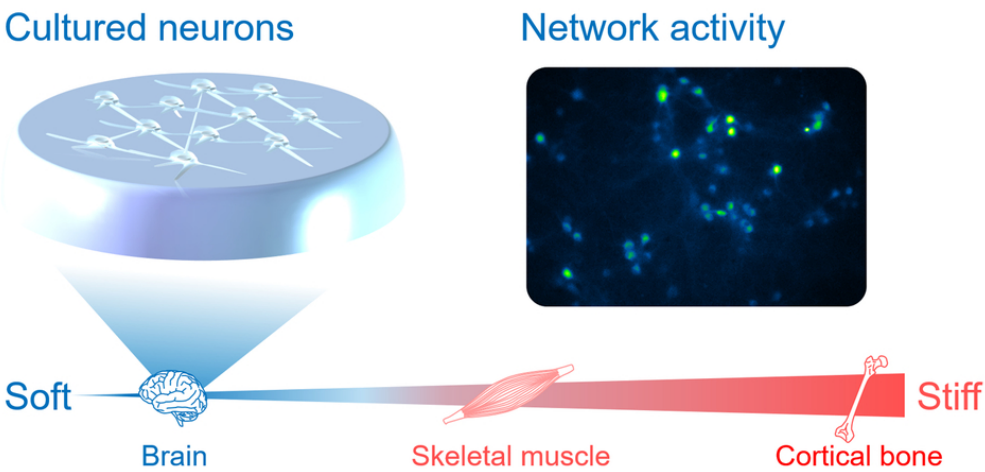 Cultured neurons
Network activity
Soft
Stiff
Brain
Skeletal muscle
Cortical bone